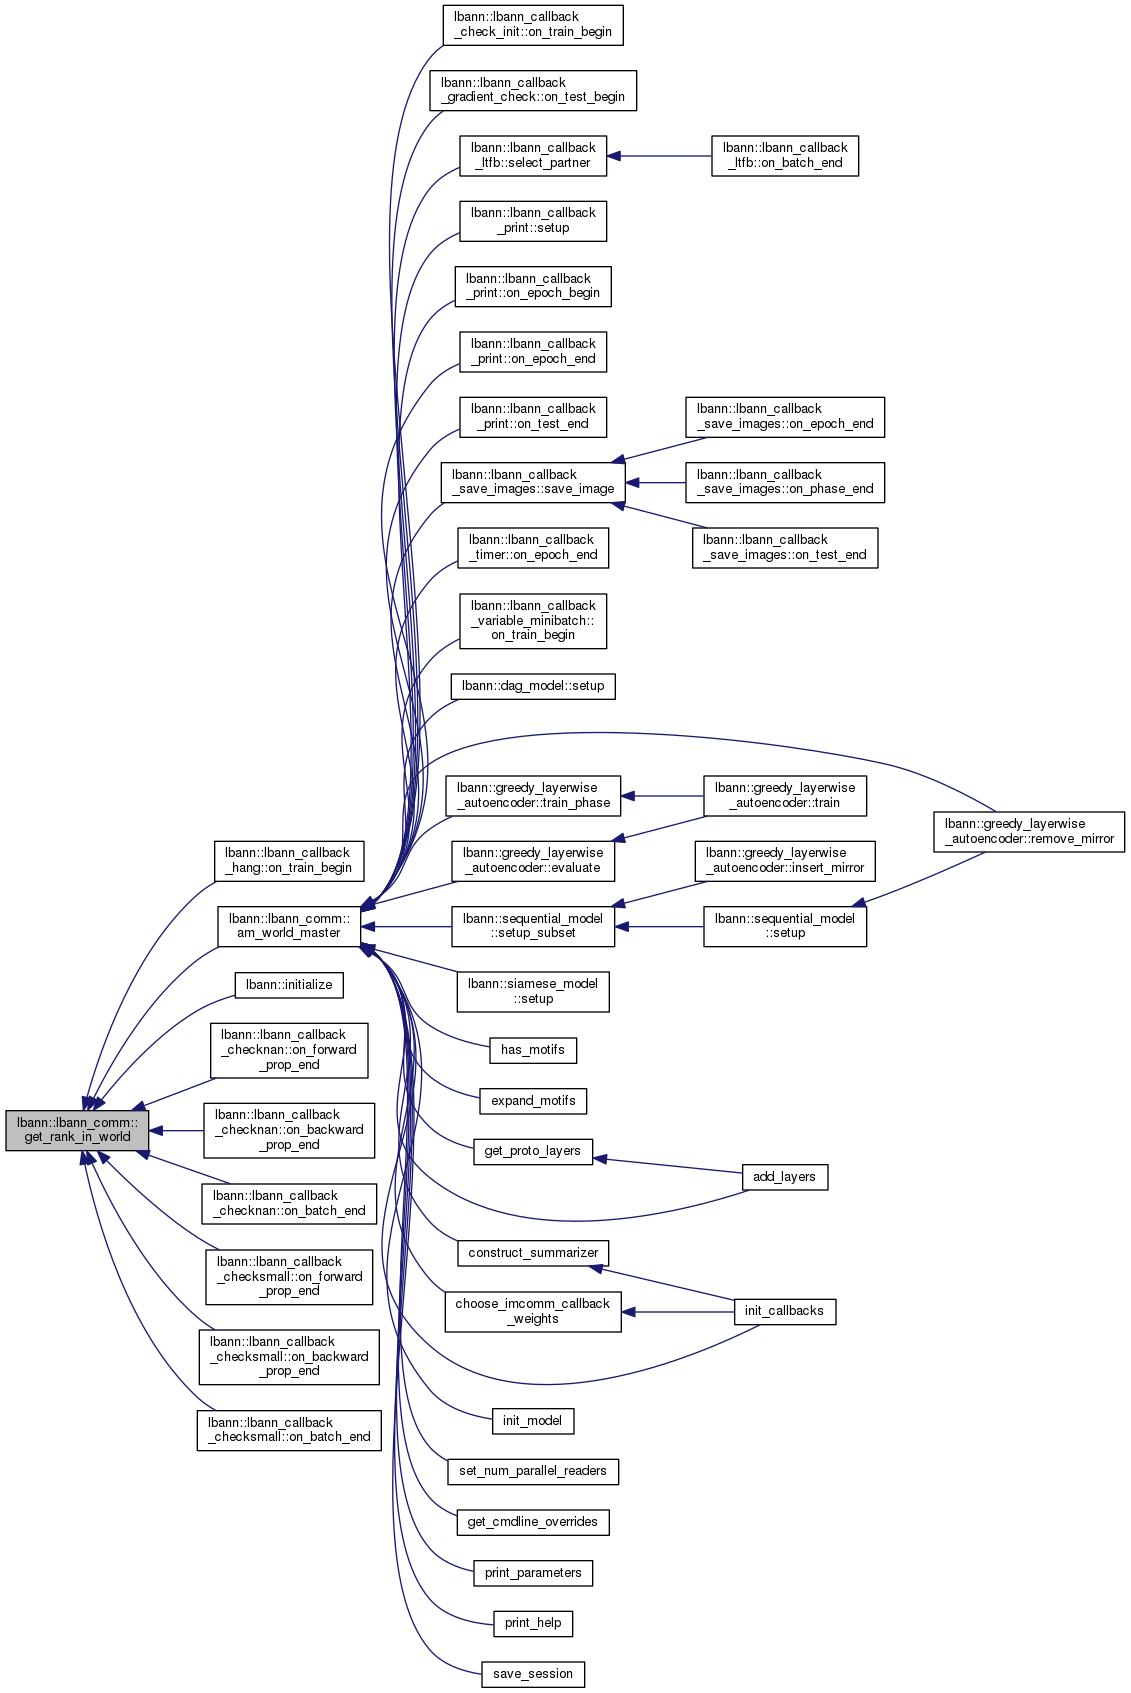 lbann::lbann_callback
_check_init::on_train_begin
lbann::lbann_callback
_gradient_check::on_test_begin
lbann::lbann_callback
_ltfb::select_partner
lbann::lbann_callback
_ltfb::on_batch_end
lbann::lbann_callback
_print::setup
lbann::lbann_callback
_print::on_epoch_begin
lbann::lbann_callback
_print::on_epoch_end
lbann::lbann_callback
_print::on_test_end
lbann::lbann_callback
_save_images::on_epoch_end
lbann::lbann_callback
_save_images::save_image
lbann::lbann_callback
_save_images::on_phase_end
lbann::lbann_callback
_timer::on_epoch_end
lbann::lbann_callback
_save_images::on_test_end
lbann::lbann_callback
_variable_minibatch::
on_train_begin
lbann::dag_model::setup
lbann::greedy_layerwise
_autoencoder::train_phase
lbann::greedy_layerwise
_autoencoder::train
lbann::greedy_layerwise
_autoencoder::remove_mirror
lbann::lbann_callback
_hang::on_train_begin
lbann::greedy_layerwise
_autoencoder::evaluate
lbann::greedy_layerwise
_autoencoder::insert_mirror
lbann::lbann_comm::
am_world_master
lbann::sequential_model
::setup_subset
lbann::sequential_model
::setup
lbann::initialize
lbann::siamese_model
::setup
lbann::lbann_callback
_checknan::on_forward
_prop_end
has_motifs
expand_motifs
lbann::lbann_comm::
get_rank_in_world
lbann::lbann_callback
_checknan::on_backward
_prop_end
get_proto_layers
add_layers
lbann::lbann_callback
_checknan::on_batch_end
construct_summarizer
lbann::lbann_callback
_checksmall::on_forward
_prop_end
choose_imcomm_callback
_weights
init_callbacks
lbann::lbann_callback
_checksmall::on_backward
_prop_end
init_model
lbann::lbann_callback
_checksmall::on_batch_end
set_num_parallel_readers
get_cmdline_overrides
print_parameters
print_help
save_session